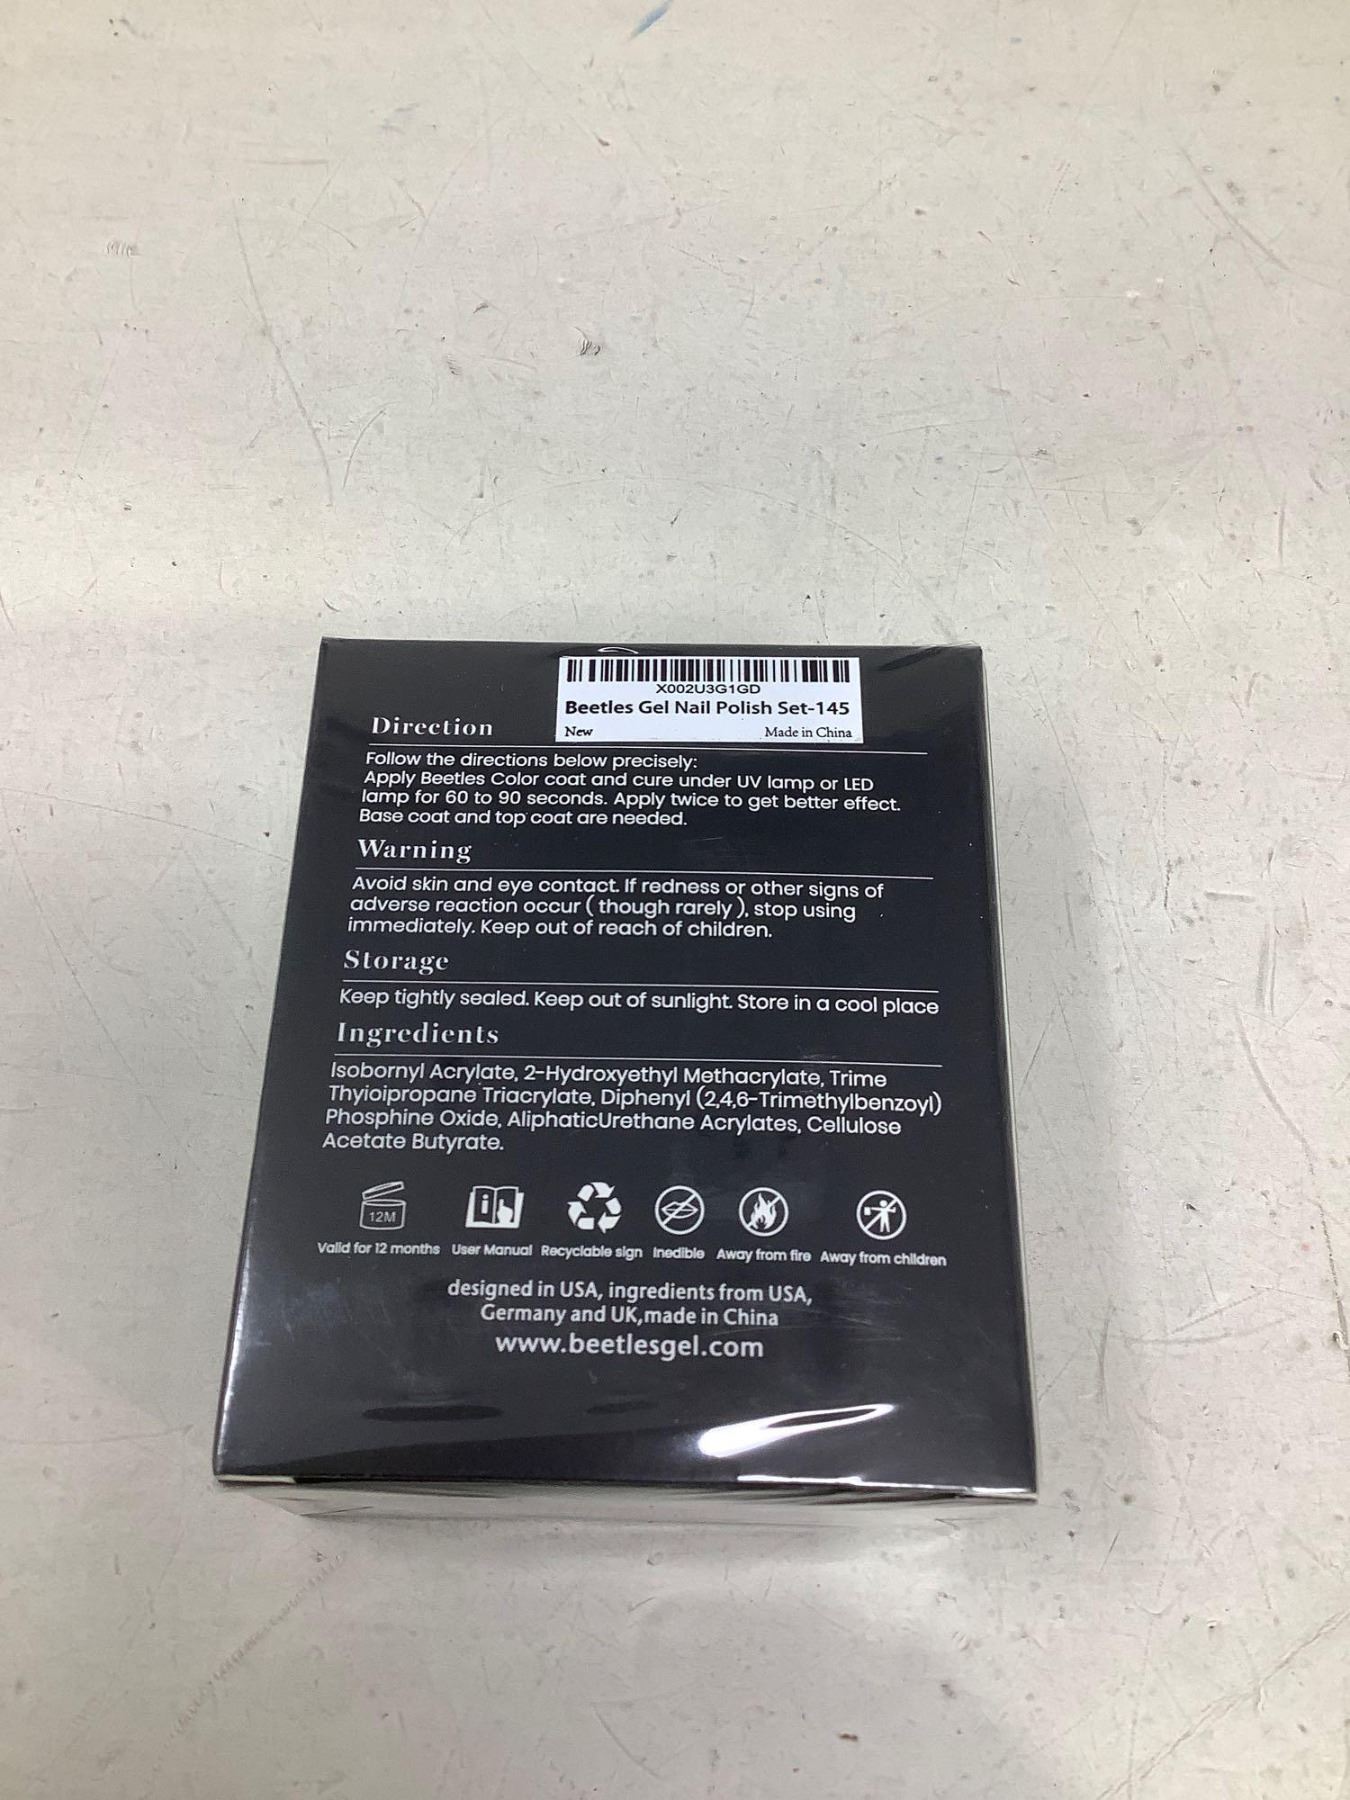 X002U3G1GD
Beetles Gel Nail Polish Set-145
New Made in China
Direction
Follow the directions below precisely:
Apply Beetles Color coat and cure under UV lamp or LED
lamp for 60 to 90 seconds. Apply twice to get better effect.
Base coat and top coat are needed.
Warning
Avoid skin and eye contact. If redness or other signs of
adverse reaction occur ( though rarely ), stop using
immediately. Keep out of reach of children.
Storage
Keep tightly sealed. Keep out of sunlight. Store in a cool place
Ingredients
Isobornyl Acrylate, 2-Hydroxyethyl Methacrylate, Trime
Thyioipropane Triacrylate, Diphenyl (2,4,6-Trimethylbenzoyl)
Phosphine Oxide, AliphaticUrethane Acrylates, Cellulose
Acetate Butyrate.
12M
Valid for 12 months User Manual Recyclable sign Inedible Away from fire Away from children
designed in USA, ingredients from USA,
Germany and UK,made in China
www.beetlesgel.com